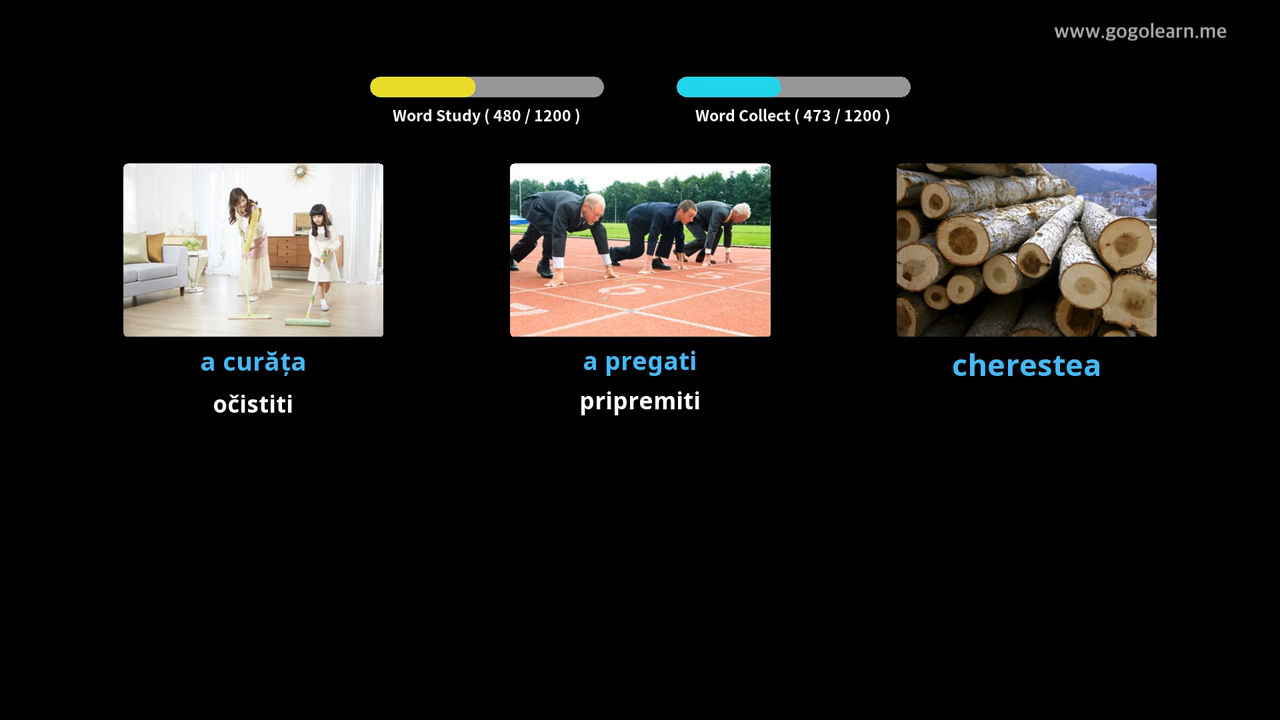 www.gogolearn.me
Word Study ( 480 / 1200 )
Word Collect ( 473 / 1200 )
a curăța
očistiti
a pregati
pripremiti
cherestea